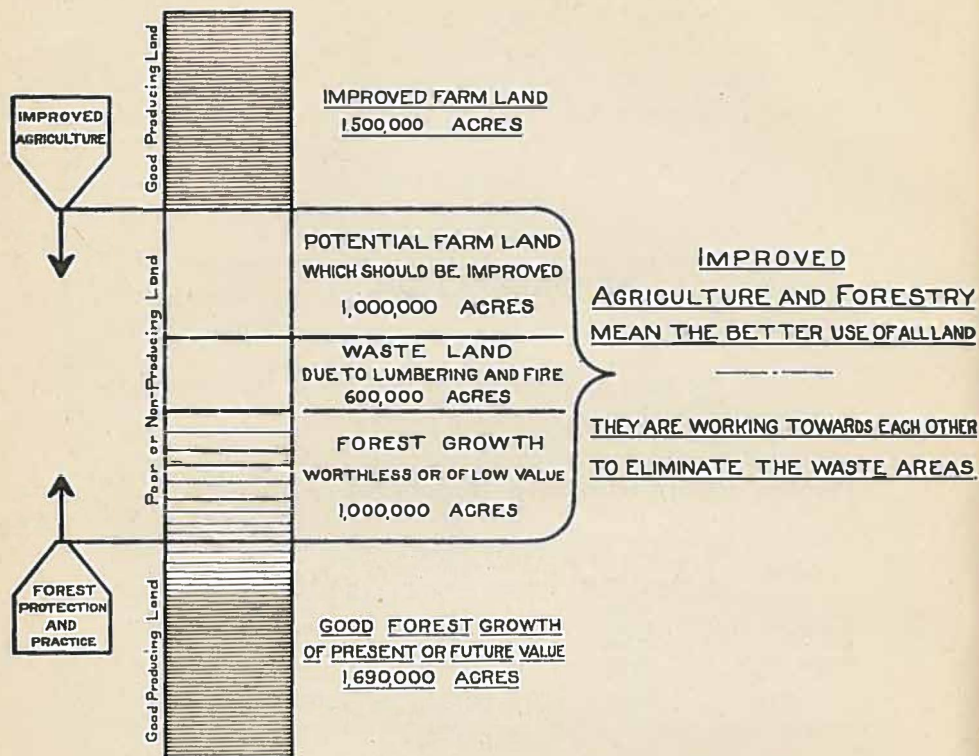 Good Producing Land
IMPROVED
AGRICULTURE
IMPROVED FARM LAND
1,500,000 ACRES
Poor or Non-Producing Land
POTENTIAL FARM LAND
WHICH SHOULD BE IMPROVED
1,000,000 ACRES
WASTE LAND
DUE TO LUMBERING AND FIRE
600,000 ACRES
FOREST GROWTH
WORTHLESS OR OF LOW VALUE
1,000,000 ACRES
IMPROVED
AGRICULTURE AND FORESTRY
MEAN THE BETTER USE OF ALL LAND
THEY ARE WORKING TOWARDS EACH OTHER
TO ELIMINATE THE WASTE AREAS.
FOREST
PROTECTION
AND
PRACTICE
Good Producing Land
GOOD FOREST GROWTH
OF PRESENT OR FUTURE VALUE
1,690,000 ACRES